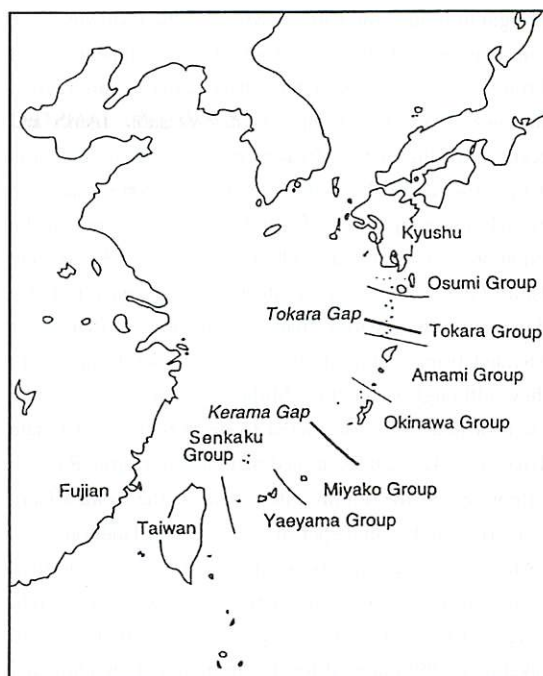 Kyushu
Osumi Group
Tokara Gap
Tokara Group
Amami Group
Okinawa Group
Kerama Gap
Senkaku
Group
Miyako Group
Fujian
Yaeyama Group
Taiwan